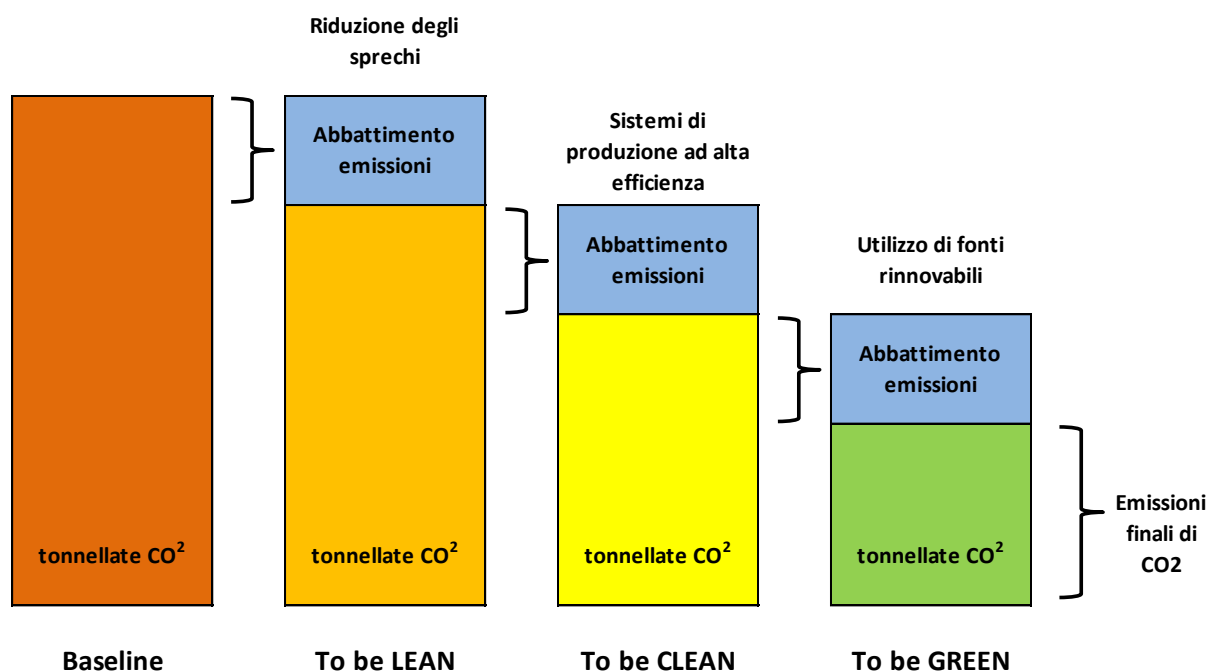 Riduzione degli
sprechi
Abbattimento
emissioni
Sistemi di
produzione ad alta
efficienza
Abbattimento
emissioni
Utilizzo di fonti
rinnovabili
Abbattimento
emissioni
tonnellate CO²
tonnellate CO²
tonnellate CO²
tonnellate CO²
Emissioni
finali di
CO2
Baseline
To be LEAN
To be CLEAN
To be GREEN